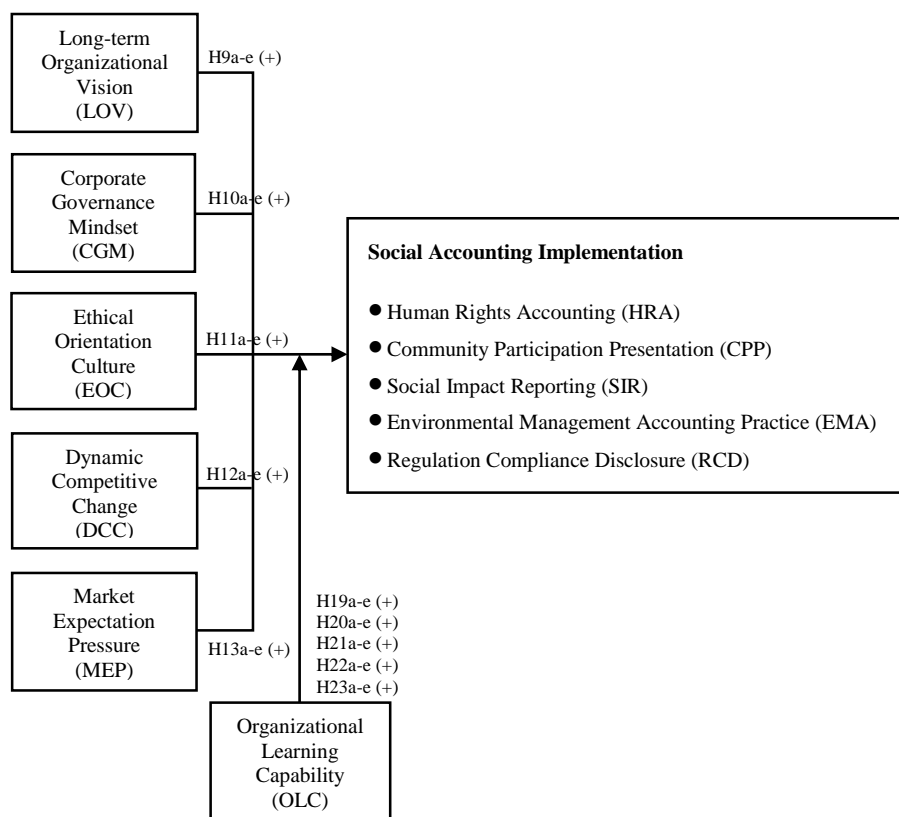 Long-term
Organizational
Vision
(LOV)
H9a-e (+)
Corporate
Governance
Mindset
(CGM)
H10a-e (+)
Ethical
Orientation
Culture
(EOC)
H11a-e (+)
Dynamic
Competitive
Change
(DCC)
H12a-e (+)
Market
Expectation
Pressure
(MEP)
H13a-e (+)
Social Accounting Implementation
● Human Rights Accounting (HRA)
● Community Participation Presentation (CPP)
● Social Impact Reporting (SIR)
● Environmental Management Accounting Practice (EMA)
● Regulation Compliance Disclosure (RCD)
H19a-e (+)
H20a-e (+)
H21a-e (+)
H22a-e (+)
H23a-e (+)
Organizational
Learning
Capability
(OLC)